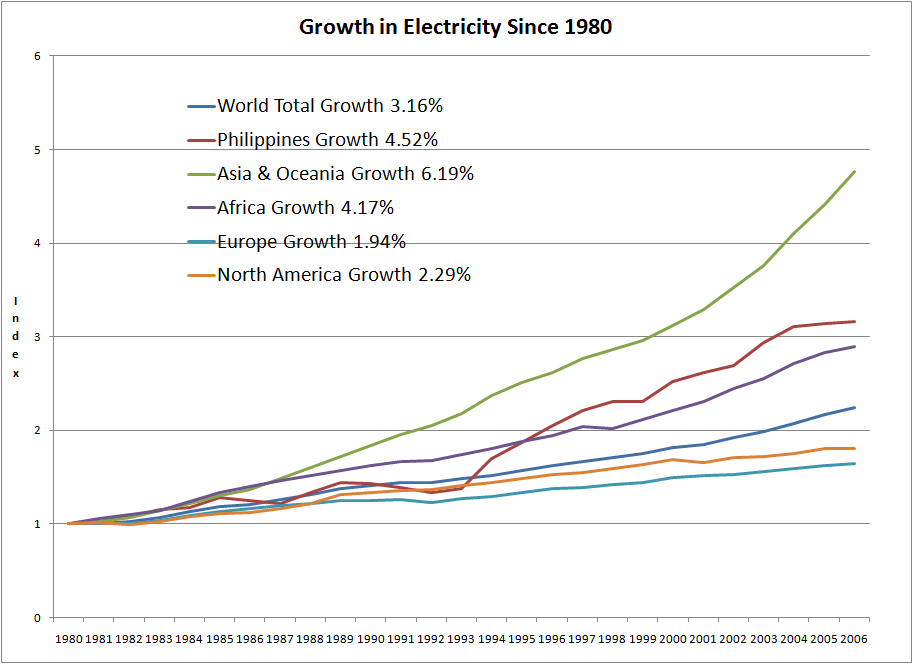 Growth in Electricity Since 1980
6
5
4
3
2
1
0
Index
World Total Growth 3.16%
Philippines Growth 4.52%
Asia & Oceania Growth 6.19%
Africa Growth 4.17%
Europe Growth 1.94%
North America Growth 2.29%
1980 1981 1982 1983 1984 1985 1986 1987 1988 1989 1990 1991 1992 1993 1994 1995 1996 1997 1998 1999 2000 2001 2002 2003 2004 2005 2006